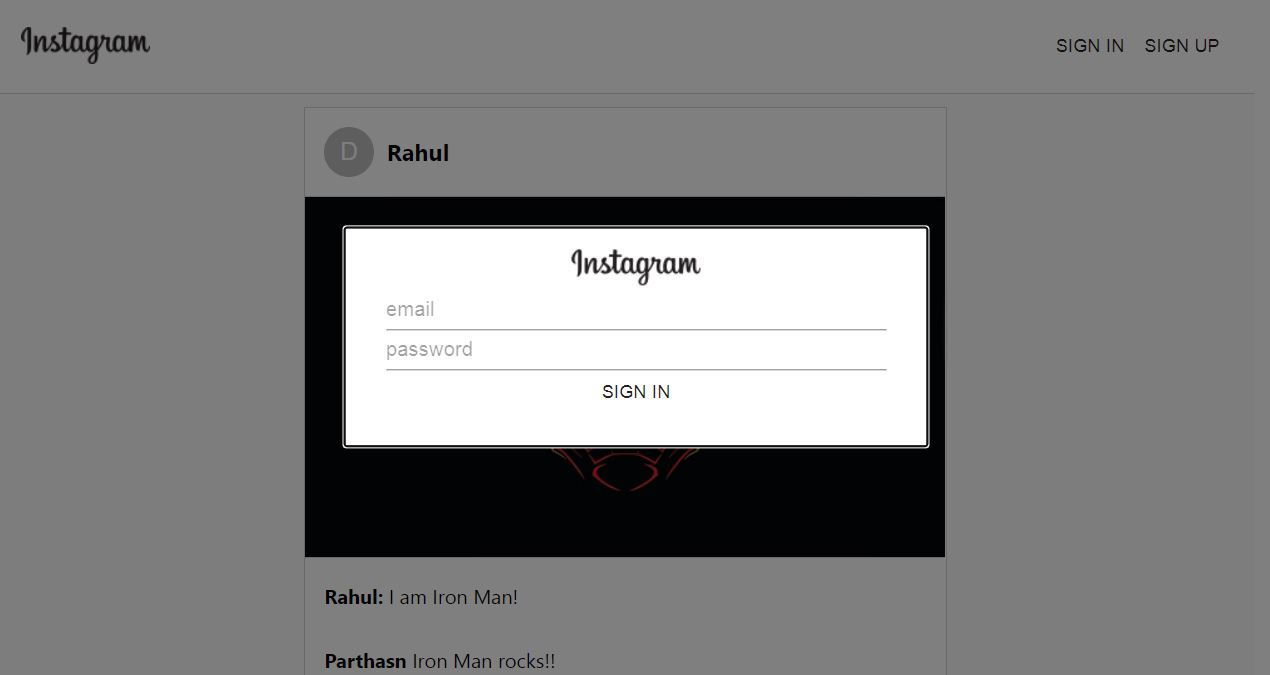 Instagram
SIGN IN SIGN UP
D Rahul
Instagram
email
password
SIGN IN
Rahul: I am Iron Man!
Parthasn Iron Man rocks!!